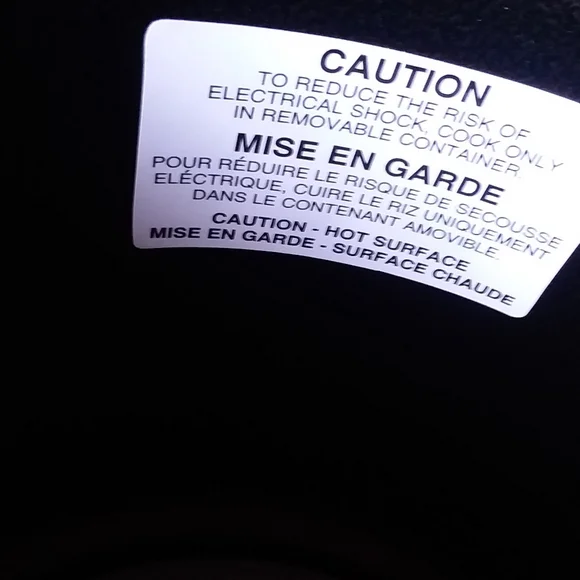 CAUTION
TO REDUCE THE RISK OF
ELECTRICAL SHOCK, COOK ONLY
IN REMOVABLE CONTAINER.
MISE EN GARDE
POUR RÉDUIRE LE RISQUE DE SECOUSSE
ELÉCTRIQUE, CUIRE LE RIZ UNIQUEMENT
DANS LE CONTENANT AMOVIBLE.
CAUTION - HOT SURFACE
MISE EN GARDE - SURFACE CHAUDE